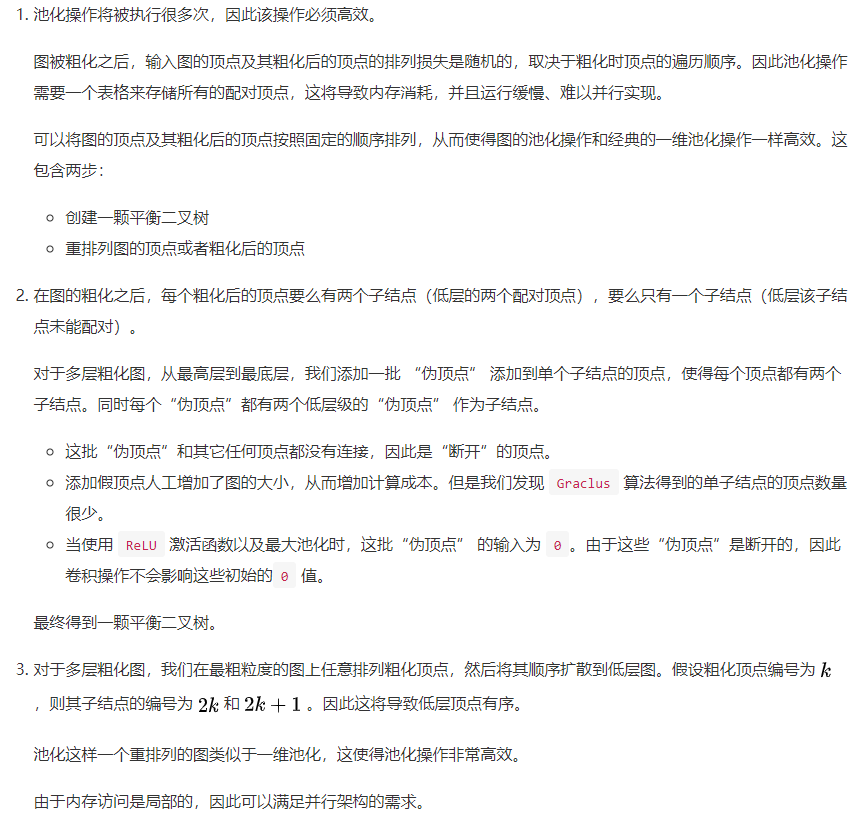 1. 池化操作将被执行很多次，因此该操作必须高效。
图被粗化之后，输入图的顶点及其粗化后的顶点的排列损失是随机的，取决于粗化时顶点的遍历顺序。因此池化操作
需要一个表格来存储所有的配对顶点，这将导致内存消耗，并且运行缓慢、难以并行实现。
可以将图的顶点及其粗化后的顶点按照固定的顺序排列，从而使得图的池化操作和经典的一维池化操作一样高效。这
包含两步：
○ 创建一颗平衡二叉树
○ 重排列图的顶点或者粗化后的顶点
2. 在图的粗化之后，每个粗化后的顶点要么有两个子结点（低层的两个配对顶点），要么只有一个子结点（低层该子结
点未能配对）。
对于多层粗化图，从最高层到最底层，我们添加一批 “伪顶点” 添加到单个子结点的顶点，使得每个顶点都有两个
子结点。同时每个“伪顶点”都有两个低层级的“伪顶点” 作为子结点。
○ 这批“伪顶点”和其它任何顶点都没有连接，因此是“断开”的顶点。
○ 添加假顶点人工增加了图的大小，从而增加计算成本。但是我们发现 Graclus 算法得到的单子结点的顶点数量
很少。
○ 当使用 ReLU 激活函数以及最大池化时，这批“伪顶点” 的输入为 0 。由于这些“伪顶点”是断开的，因此
卷积操作不会影响这些初始的 0 值。
最终得到一颗平衡二叉树。
3. 对于多层粗化图，我们在最粗粒度的图上任意排列粗化顶点，然后将其顺序扩散到低层图。假设粗化顶点编号为 k
，则其子结点的编号为 2k 和 2k + 1 。因此这将导致低层顶点有序。
池化这样一个重排列的图类似于一维池化，这使得池化操作非常高效。
由于内存访问是局部的，因此可以满足并行架构的需求。